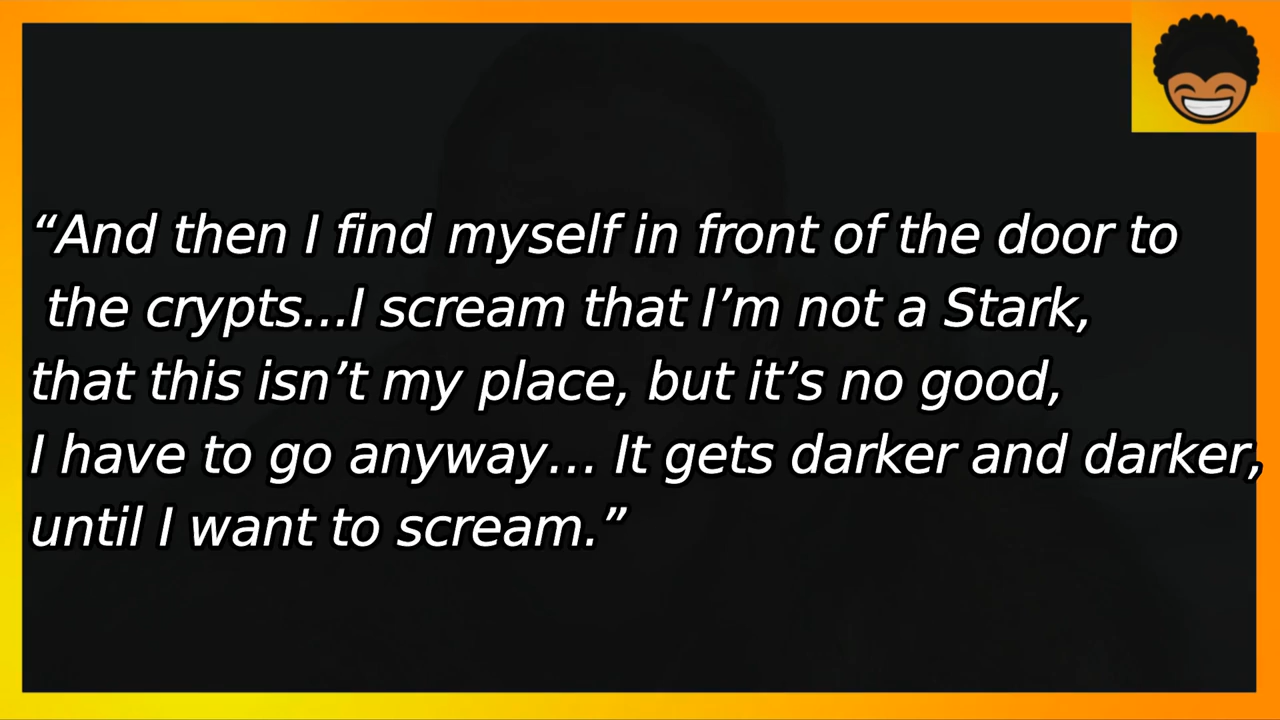 “And then I find myself in front of the door to
the crypts...I scream that I’m not a Stark,
that this isn’t my place, but it’s no good,
I have to go anyway... It gets darker and darker,
until I want to scream.”